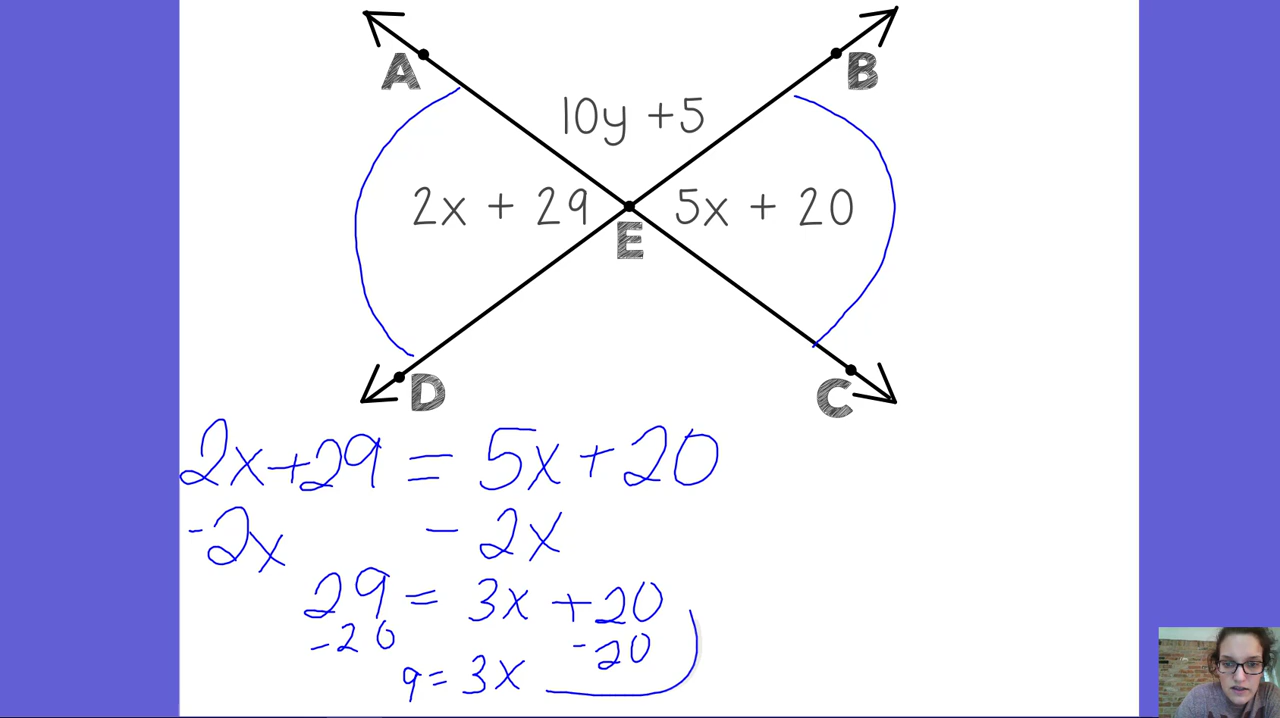 A B
10y +5
2x + 29 5x + 20
E
D C
2x+29 = 5x+20
-2x - 2x
29 = 3x +20
-20 -20
9 = 3x